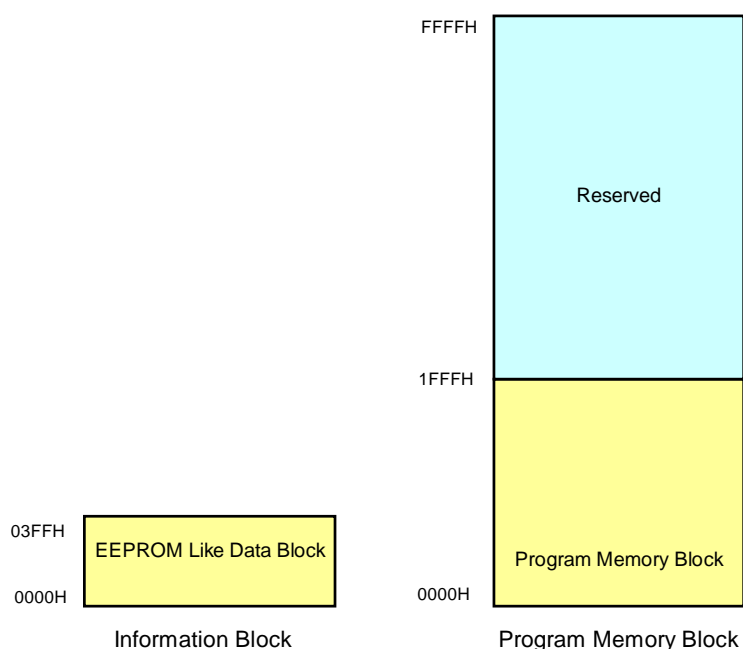 FFFFH
Reserved
1FFFH
03FFH
EEPROM Like Data Block
Program Memory Block
0000H
0000H
Information Block
Program Memory Block